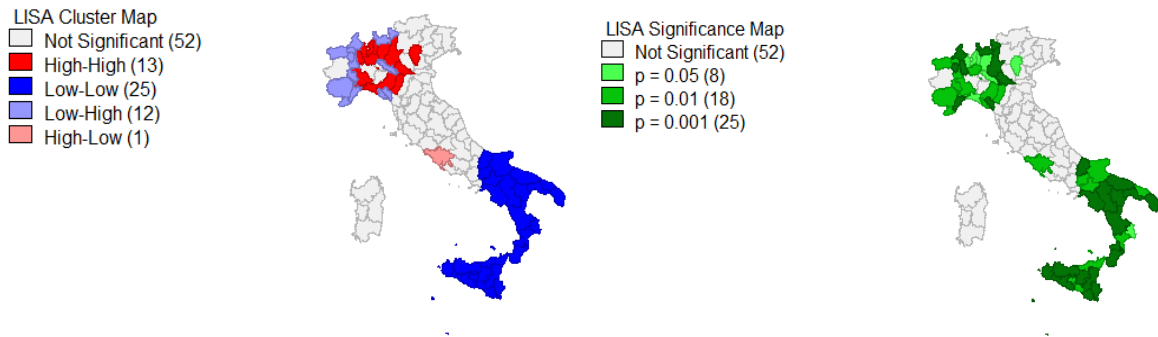 LISA Cluster Map
Not Significant (52)
High-High (13)
Low-Low (25)
Low-High (12)
High-Low (1)
LISA Significance Map
Not Significant (52)
p = 0.05 (8)
p = 0.01 (18)
p = 0.001 (25)